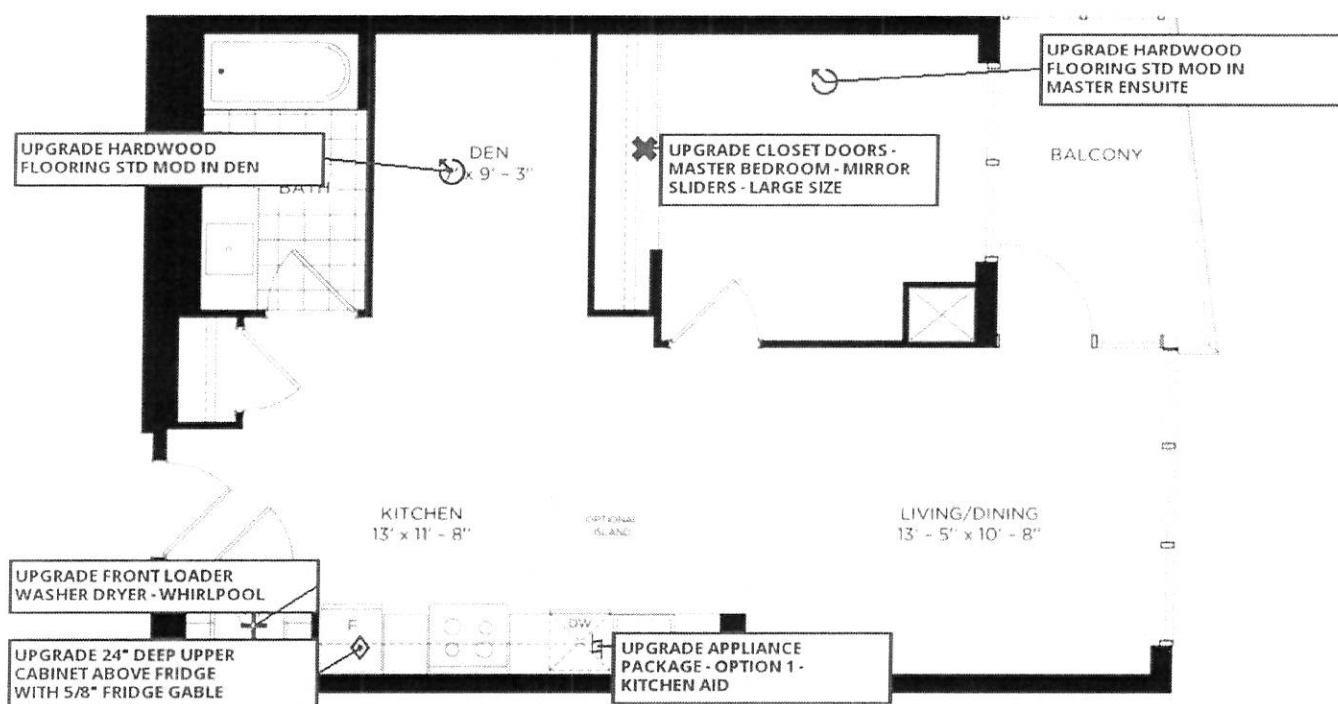 UPGRADE HARDWOOD
FLOORING STD MOD IN
MASTER ENSUITE
UPGRADE HARDWOOD
FLOORING STD MOD IN DEN
DEN
x 9' - 3"
BATH
UPGRADE CLOSET DOORS -
MASTER BEDROOM - MIRROR
SLIDERS - LARGE SIZE
BALCONY
KITCHEN
13' x 11' - 8"
OPTIONAL
ISLAND
LIVING/DINING
13' - 5" x 10' - 8"
UPGRADE FRONT LOADER
WASHER DRYER - WHIRLPOOL
F
DW
UPGRADE 24" DEEP UPPER
CABINET ABOVE FRIDGE
WITH 5/8" FRIDGE GABLE
UPGRADE APPLIANCE
PACKAGE - OPTION 1 -
KITCHEN AID